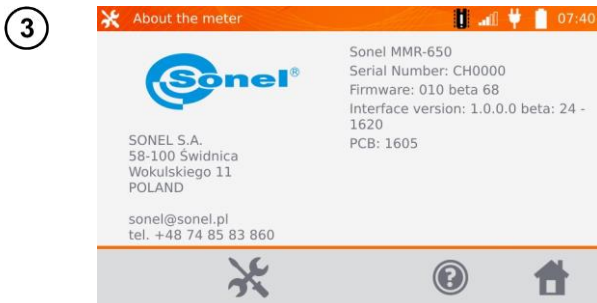 3
About the meter
07:40
Sonel®
SONEL S.A.
58-100 Świdnica
Wokulskiego 11
POLAND
sonel@sonel.pl
tel. +48 74 85 83 860
Sonel MMR-650
Serial Number: CH0000
Firmware: 010 beta 68
Interface version: 1.0.0.0 beta: 24 -
1620
PCB: 1605
?